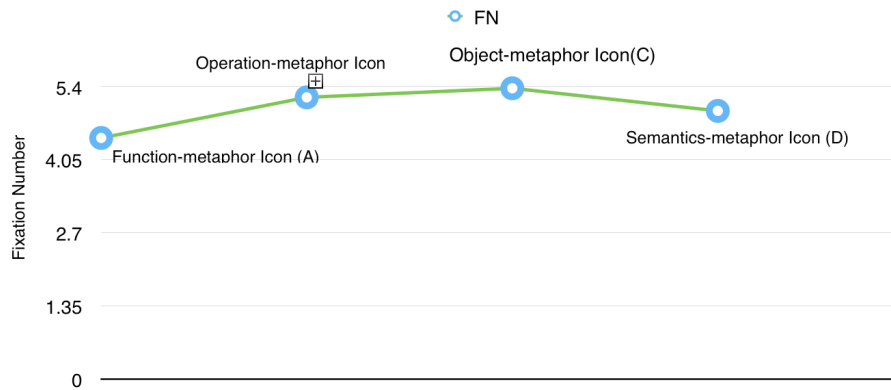 FN
Operation-metaphor Icon
Object-metaphor Icon(C)
5.4
Semantics-metaphor Icon (D)
Function-metaphor Icon (A)
4.05
Fixation Number
2.7
1.35
0